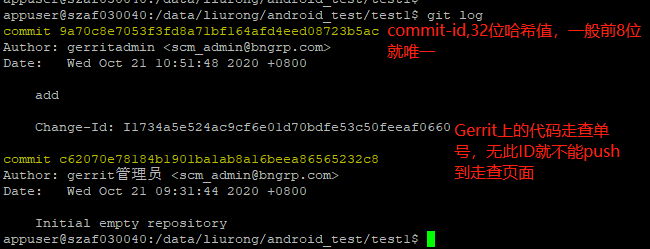 appuser@szaf030040:/data/liurong/android_test/test1$ git log
commit 9a70c8e7053f3fd8a71bf164afd4eed08723b5ac
commit-id,32位哈希值，一般前8位
就唯一
Author: gerritadmin <scm_admin@bngrp.com>
Date:   Wed Oct 21 10:51:48 2020 +0800
add
Change-Id: I1734a5e524ac9cf6e01d70bdfe53c50feeaf0660
Gerrit上的代码走查单
号，无此ID就不能push
到走查页面
commit c62070e78184b1901ba1ab8a16beea86565232c8
Author: gerrit管理员 <scm_admin@bngrp.com>
Date:   Wed Oct 21 09:31:44 2020 +0800
Initial empty repository
appuser@szaf030040:/data/liurong/android_test/test1$